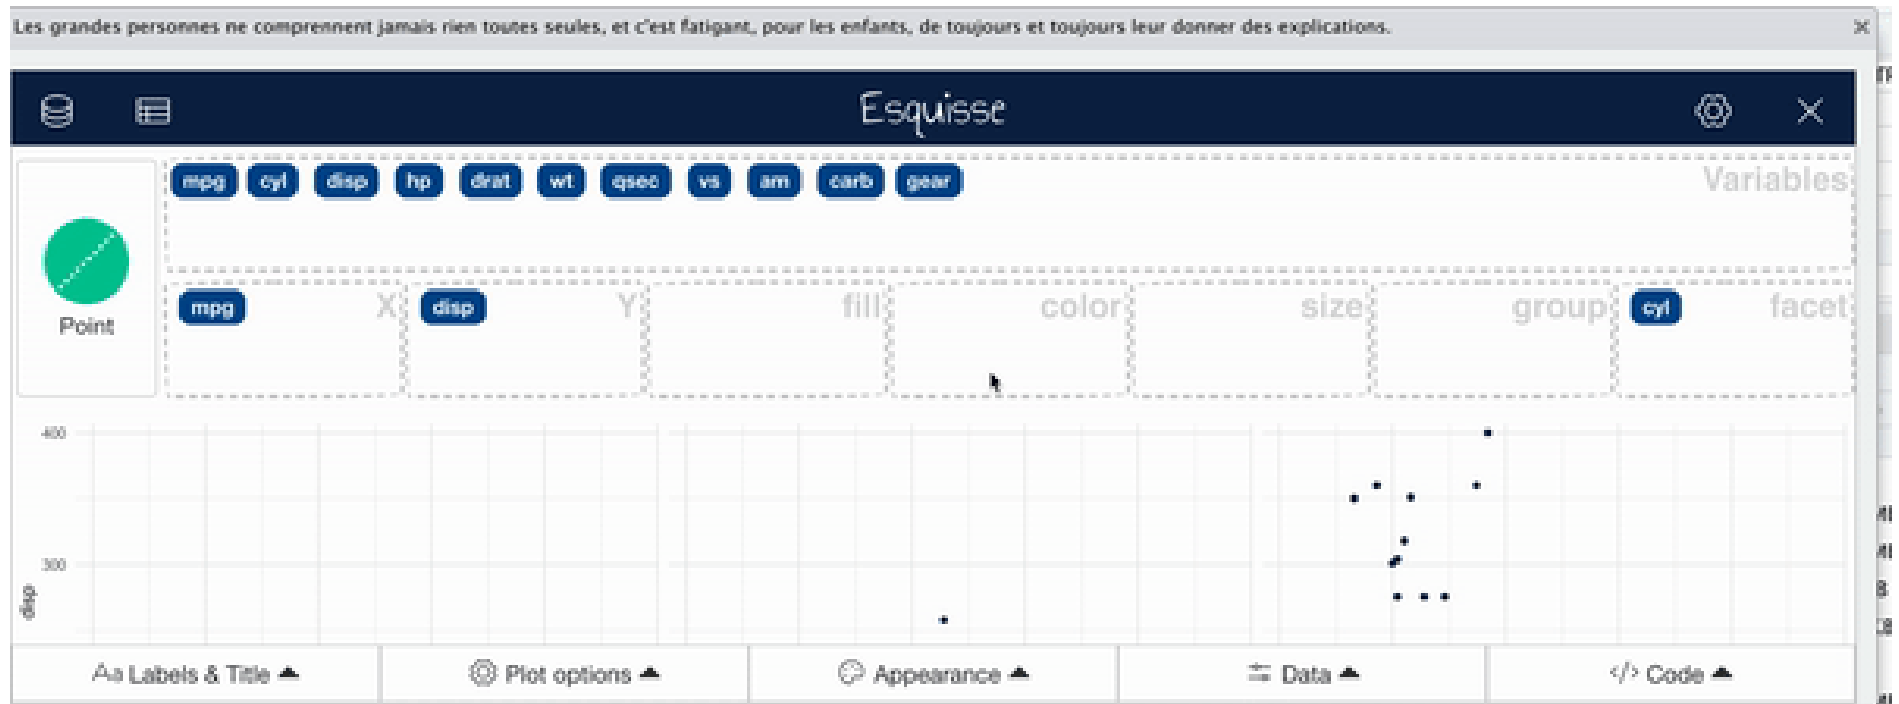 Les grandes personnes ne comprennent jamais rien toutes seules, et c'est fatigant, pour les enfants, de toujours et toujours leur donner des explications.
Esquisse
mpg cyl disp hp drat wt qsec vs am carb gear Variables
Point
mpg X disp Y fill color size group cyl facet
400
300
disp
Aa Labels & Title Plot options Appearance Data </> Code